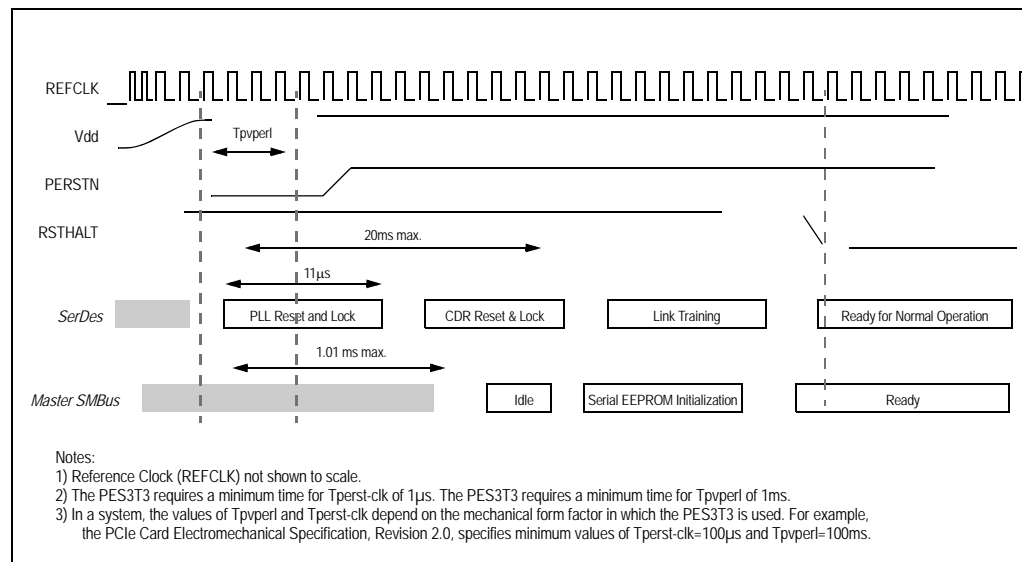 REFCLK
Vdd
Tpvperl
PERSTN
RSTHALT
20ms max.
11µs
SerDes
PLL Reset and Lock
CDR Reset & Lock
Link Training
Ready for Normal Operation
1.01 ms max.
Master SMBus
Idle
Serial EEPROM Initialization
Ready
Notes:
1) Reference Clock (REFCLK) not shown to scale.
2) The PES3T3 requires a minimum time for Tperst-clk of 1µs. The PES3T3 requires a minimum time for Tpvperl of 1ms.
3) In a system, the values of Tpvperl and Tperst-clk depend on the mechanical form factor in which the PES3T3 is used. For example,
the PCIe Card Electromechanical Specification, Revision 2.0, specifies minimum values of Tperst-clk=100µs and Tpvperl=100ms.